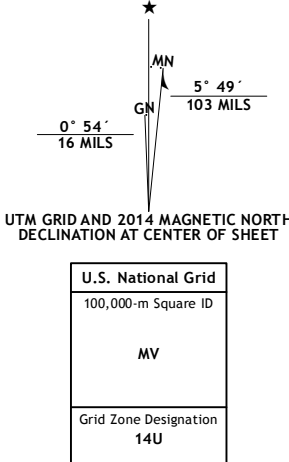 MN
5° 49´
103 MILS
GN
0° 54´
16 MILS
UTM GRID AND 2014 MAGNETIC NORTH
DECLINATION AT CENTER OF SHEET
U.S. National Grid
100,000-m Square ID
MV
Grid Zone Designation
14U